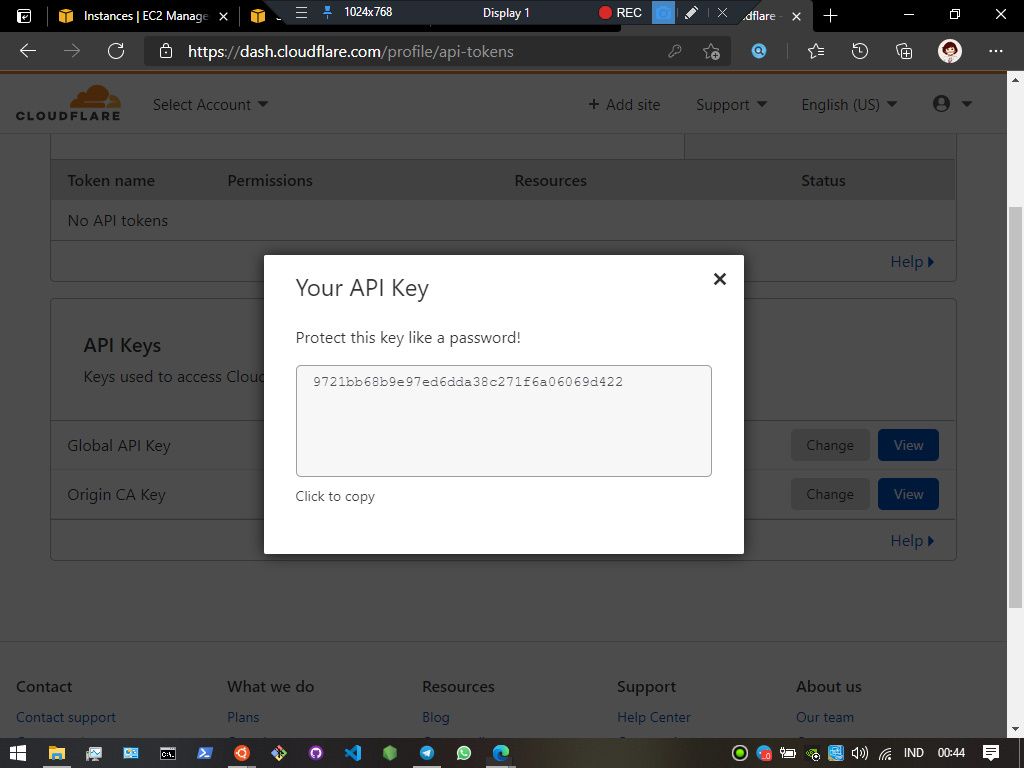 Instances | EC2 Manage
1024x768
Display 1
REC
dflare -
https://dash.cloudflare.com/profile/api-tokens
CLOUDFLARE
Select Account
+ Add site
Support
English (US)
Token name
Permissions
Resources
Status
No API tokens
Help
Your API Key
Protect this key like a password!
9721bb68b9e97ed6dda38c271f6a06069d422
Click to copy
API Keys
Keys used to access Cloud
Global API Key
Change
View
Origin CA Key
Change
View
Help
Contact
What we do
Resources
Support
About us
Contact support
Plans
Blog
Help Center
Our team
IND
00:44